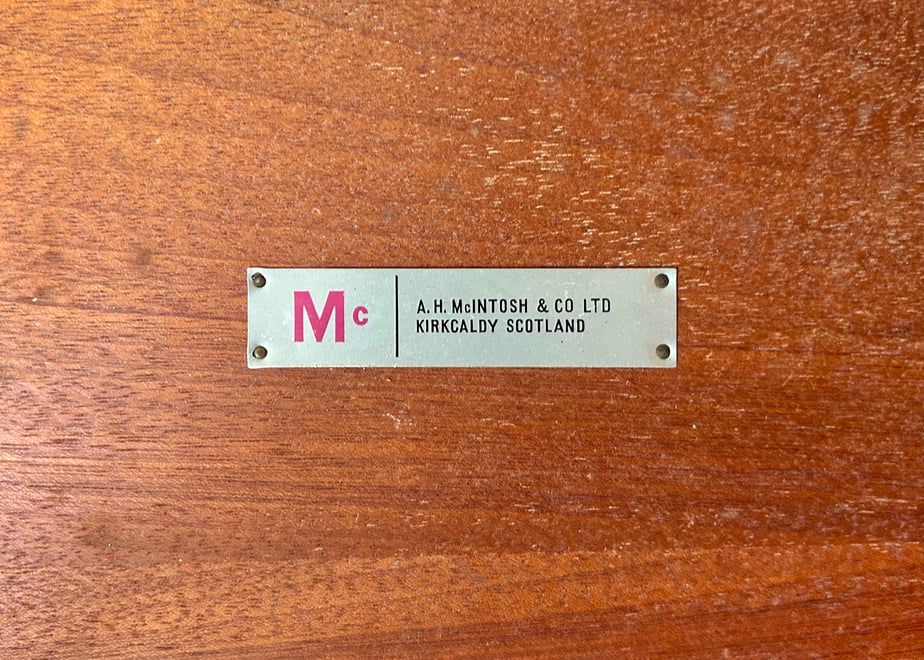 Mc
A.H. McINTOSH & CO LTD
KIRKCALDY SCOTLAND